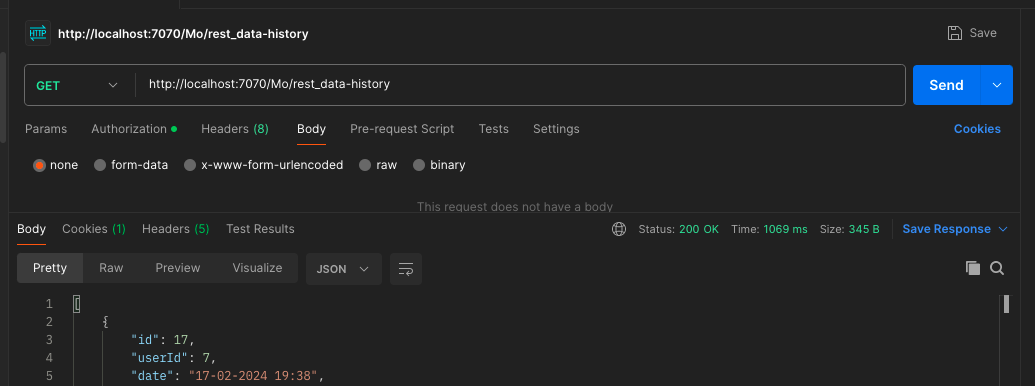 HTTP http://localhost:7070/Mo/rest_data-history Save
GET http://localhost:7070/Mo/rest_data-history Send
Params Authorization Headers (8) Body Pre-request Script Tests Settings Cookies
none form-data x-www-form-urlencoded raw binary
This request does not have a body
Body Cookies (1) Headers (5) Test Results Status: 200 OK Time: 1069 ms Size: 345 B Save Response
Pretty Raw Preview Visualize JSON
1 [
2 {
3 "id": 17,
4 "userId": 7,
5 "date": "17-02-2024 19:38",